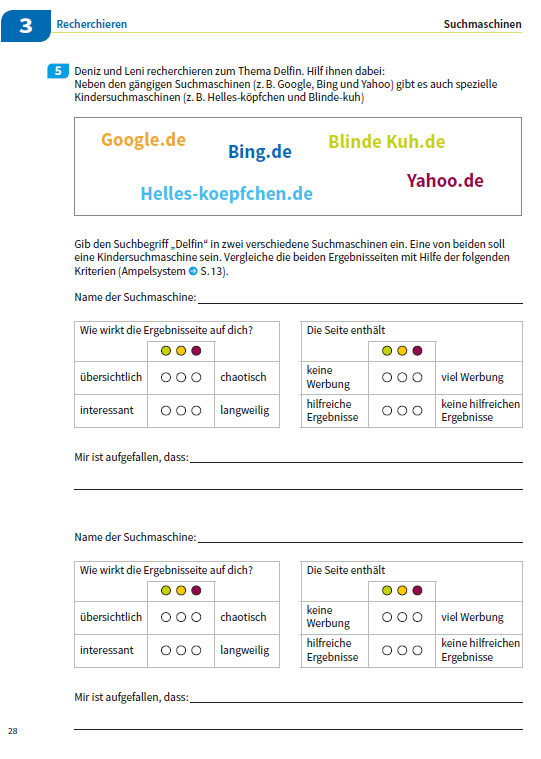 3 Recherchieren Suchmaschinen
5 Deniz und Leni recherchieren zum Thema Delfin. Hilf ihnen dabei:
Neben den gängigen Suchmaschinen (z. B. Google, Bing und Yahoo) gibt es auch spezielle
Kindersuchmaschinen (z. B. Helles-köpfchen und Blinde-kuh)
Google.de
Bing.de
Blinde Kuh.de
Helles-koepfchen.de
Yahoo.de
Gib den Suchbegriff „Delfin“ in zwei verschiedene Suchmaschinen ein. Eine von beiden soll
eine Kindersuchmaschine sein. Vergleiche die beiden Ergebnisseiten mit Hilfe der folgenden
Kriterien (Ampelsystem ➔ S. 13).
Name der Suchmaschine:
Wie wirkt die Ergebnisseite auf dich?
übersichtlich chaotisch
interessant langweilig
Die Seite enthält
keine
Werbung
viel Werbung
hilfreiche
Ergebnisse
keine hilfreichen
Ergebnisse
Mir ist aufgefallen, dass:
Name der Suchmaschine:
Wie wirkt die Ergebnisseite auf dich?
übersichtlich chaotisch
interessant langweilig
Die Seite enthält
keine
Werbung
viel Werbung
hilfreiche
Ergebnisse
keine hilfreichen
Ergebnisse
Mir ist aufgefallen, dass:
28